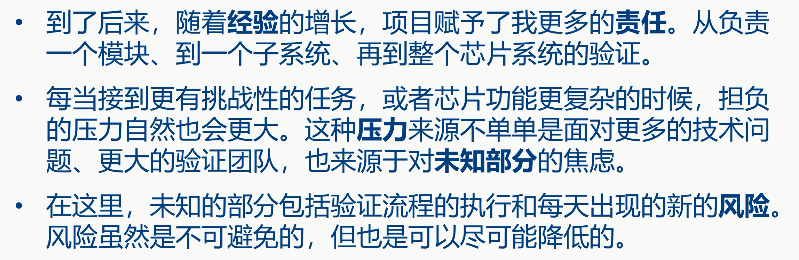 • 到了后来，随着经验的增长，项目赋予了我更多的责任。从负责
一个模块、到一个子系统、再到整个芯片系统的验证。
• 每当接到更有挑战性的任务，或者芯片功能更复杂的时候，担负
的压力自然也会更大。这种压力来源不单单是面对更多的技术问
题、更大的验证团队，也来源于对未知部分的焦虑。
• 在这里，未知的部分包括验证流程的执行和每天出现的新的风险。
风险虽然是不可避免的，但也是可以尽可能降低的。